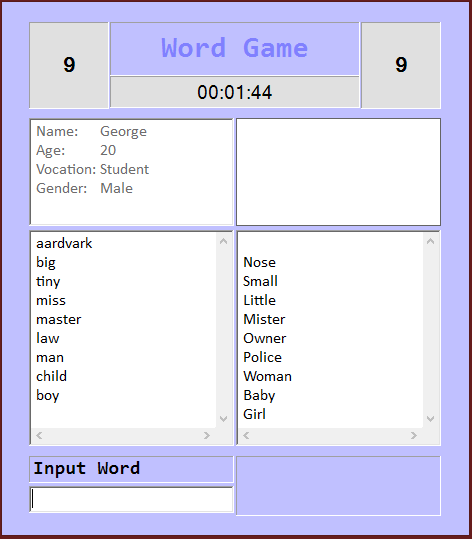 9
Word Game
9
00:01:44
Name: George
Age: 20
Vocation: Student
Gender: Male
aardvark
big
tiny
miss
master
law
man
child
boy
Nose
Small
Little
Mister
Owner
Police
Woman
Baby
Girl
Input Word